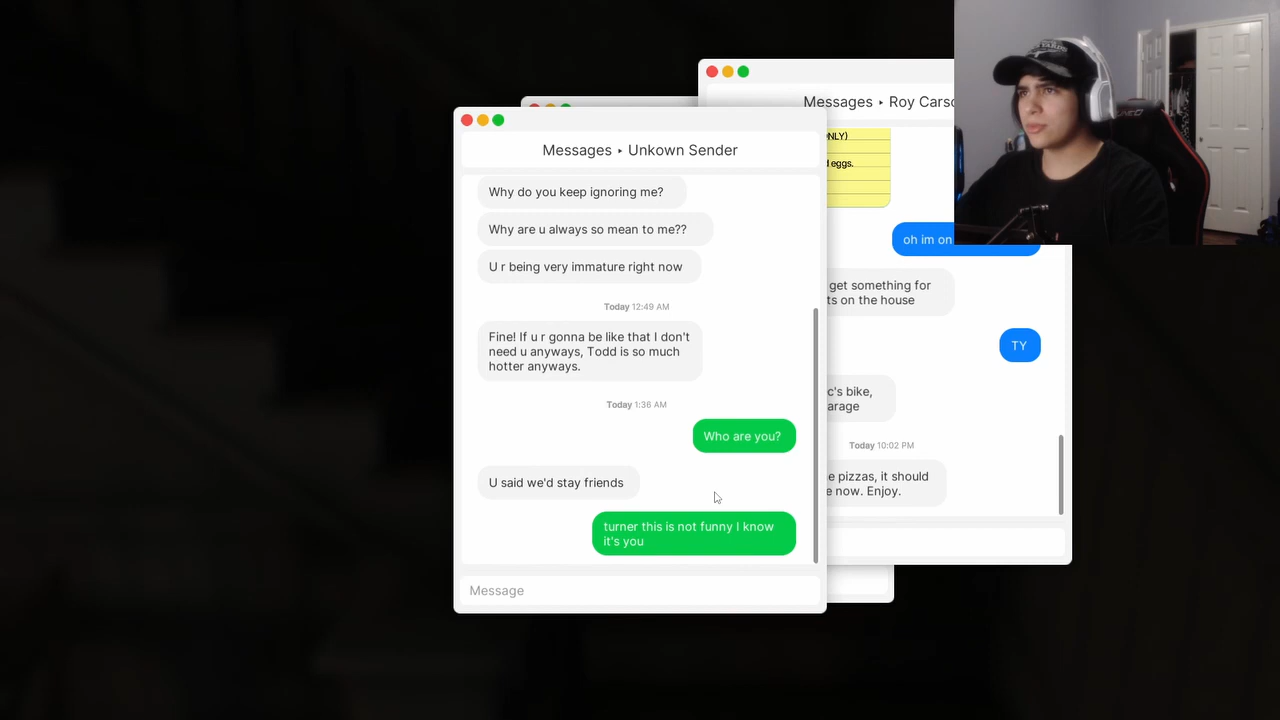 Messages ‣ Unkown Sender
Why do you keep ignoring me?
Why are u always so mean to me??
U r being very immature right now
Today 12:49 AM
Fine! If u r gonna be like that I don't
need u anyways, Todd is so much
hotter anyways.
Today 1:36 AM
Who are you?
U said we'd stay friends
turner this is not funny I know
it's you
Message
Messages ‣ Roy Carso
ONLY)
eggs.
oh im on
get something for
ts on the house
TY
c's bike,
arage
Today 10:02 PM
e pizzas, it should
e now. Enjoy.